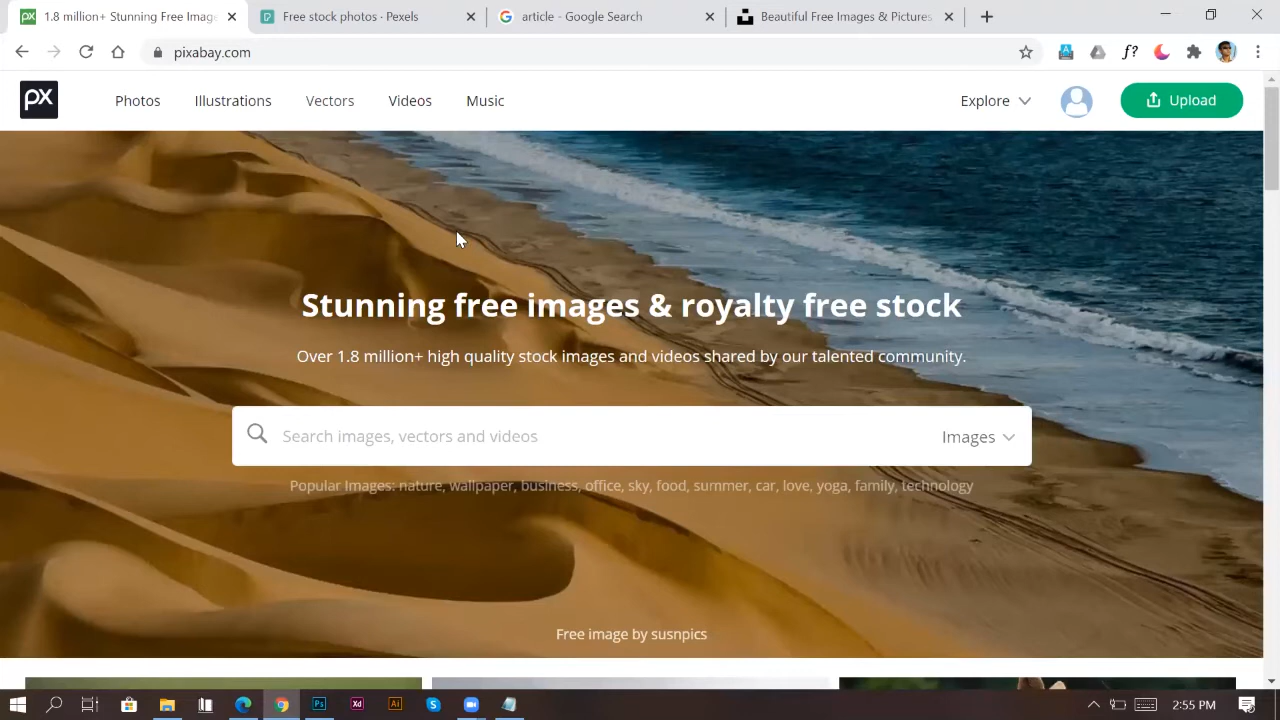 1.8 million+ Stunning Free Image
Free stock photos · Pexels
article - Google Search
Beautiful Free Images & Pictures
pixabay.com
f?
px
Photos
Illustrations
Vectors
Videos
Music
Explore
Upload
Stunning free images & royalty free stock
Over 1.8 million+ high quality stock images and videos shared by our talented community.
Search images, vectors and videos
Images
Popular Images: nature, wallpaper, business, office, sky, food, summer, car, love, yoga, family, technology
Free image by susnpics
Ps
Xd
Ai
2:55 PM